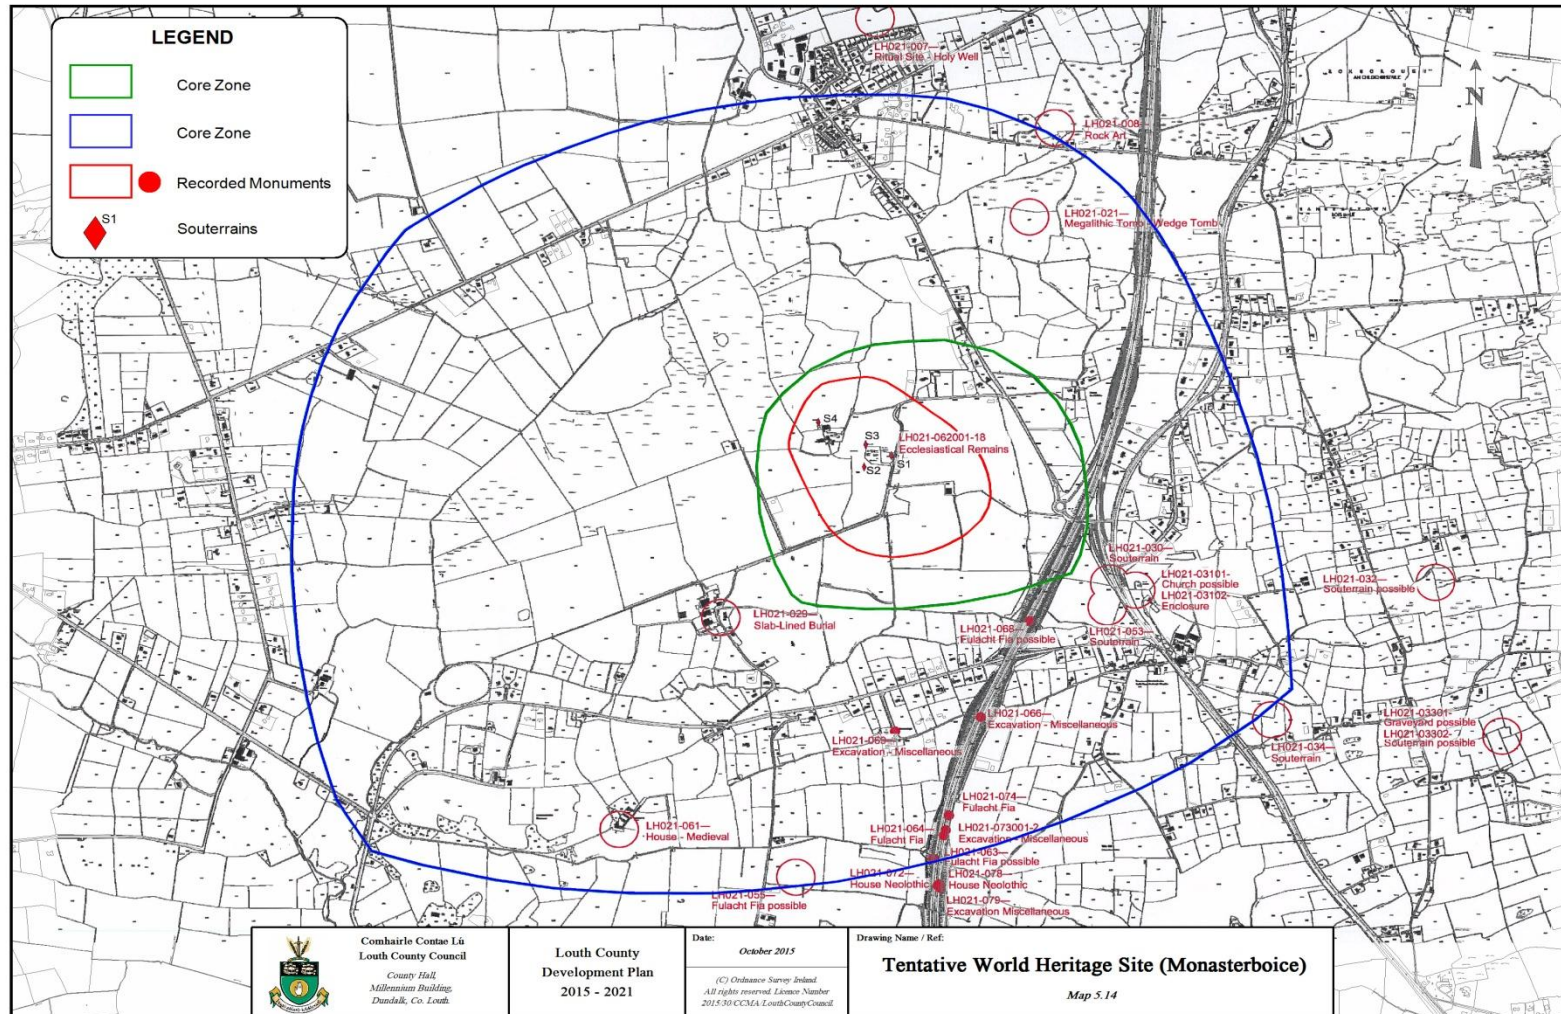 LEGEND
Core Zone
Core Zone
Recorded Monuments
S1
Souterrains
LH021-007
Ritual Site - Holy Well
N
LH021-008
Rock Art
LH021-021
Megalithic Tomb - Wedge Tomb
S4
S3
S2
S1
LH021-062001-18
Ecclesiastical Remains
LH021-030
Souterrain
LH021-03101-
Church possible
LH021-03102-
Enclosure
LH021-032
Souterrain possible
LH021-029
Slab-Lined Burial
LH021-068
Fulacht Fia possible
LH021-053
Souterrain
LH021-066
Excavation - Miscellaneous
LH021-069
Excavation - Miscellaneous
LH021-034
Souterrain
LH021-03301-
Graveyard possible
LH021-03302-
Souterrain possible
LH021-074
Fulacht Fia
LH021-061
House - Medieval
LH021-064
Fulacht Fia
LH021-073001-2
Excavation - Miscellaneous
LH021-063
ulacht Fia possible
LH021-072
House Neolothic
LH021-078
House Neolothic
LH021-055
Fulacht Fia possible
LH021-079
Excavation Miscellaneous
Comhairle Contae Lú
Louth County Council
County Hall,
Millennium Building,
Dundalk, Co. Louth.
Louth County
Development Plan
2015 - 2021
Date:
October 2015
(C) Ordnance Survey Ireland.
All rights reserved. Licence Number
2015/30/CCMA/LouthCountyCouncil.
Drawing Name / Ref:
Tentative World Heritage Site (Monasterboice)
Map 5.14